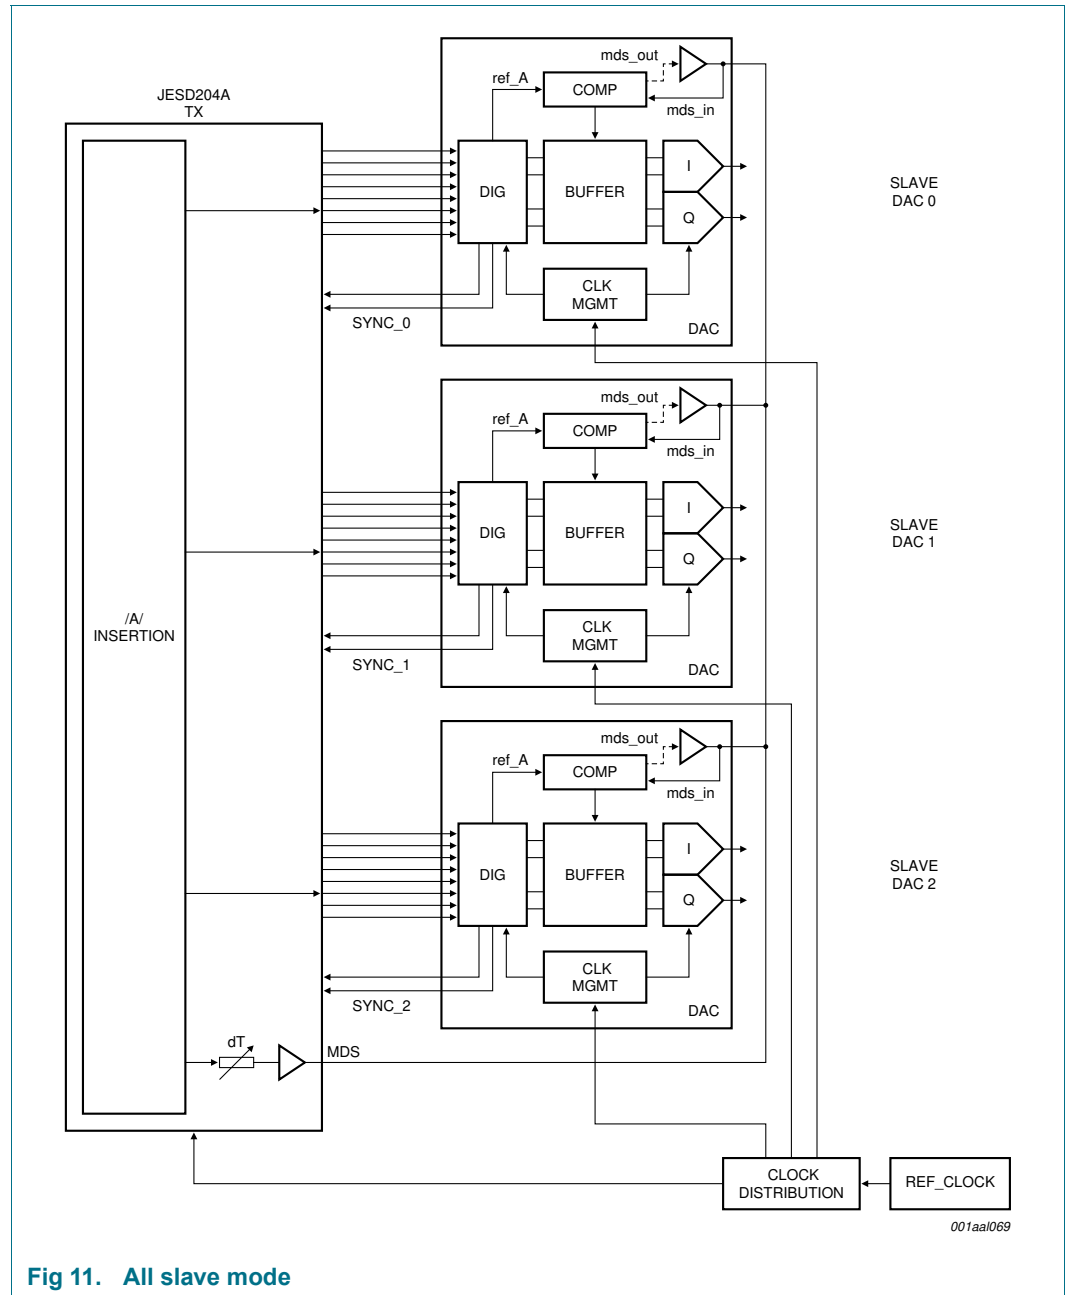 JESD204A
TX
/A/
INSERTION
dT
MDS
mds_out
ref_A
COMP
mds_in
DIG
BUFFER
I
Q
CLK
MGMT
DAC
SYNC_0
SLAVE
DAC 0
mds_out
ref_A
COMP
mds_in
DIG
BUFFER
I
Q
CLK
MGMT
DAC
SYNC_1
SLAVE
DAC 1
mds_out
ref_A
COMP
mds_in
DIG
BUFFER
I
Q
CLK
MGMT
DAC
SYNC_2
SLAVE
DAC 2
CLOCK
DISTRIBUTION
REF_CLOCK
001aal069
Fig 11. All slave mode